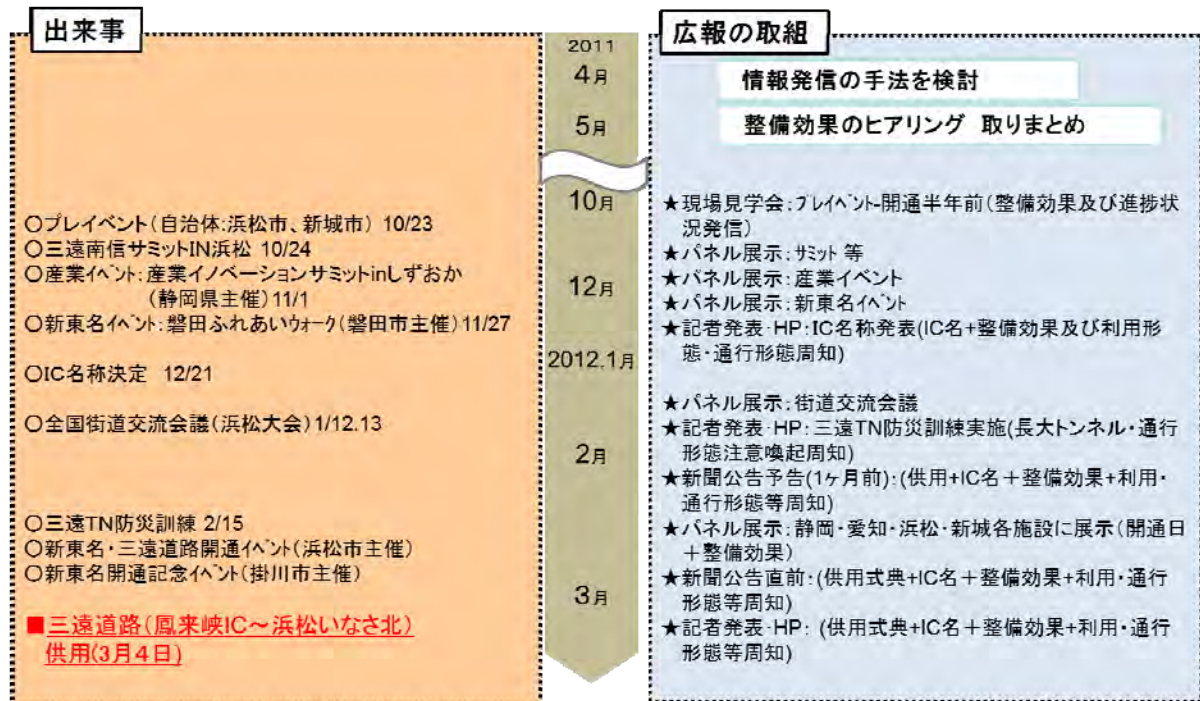 出来事
○プレイベント(自治体:浜松市、新城市) 10/23
○三遠南信サミットIN浜松 10/24
○産業イベント:産業イノベーションサミットinしずおか
(静岡県主催)11/1
○新東名イベント:磐田ふれあいウォーク(磐田市主催)11/27
○IC名称決定 12/21
○全国街道交流会議(浜松大会)1/12.13
○三遠TN防災訓練 2/15
○新東名・三遠道路開通イベント(浜松市主催)
○新東名開通記念イベント(掛川市主催)
■三遠道路(鳳来峡IC～浜松いなさ北)
供用(3月4日)
2011
4月
5月
10月
12月
2012.1月
2月
3月
広報の取組
情報発信の手法を検討
整備効果のヒアリング 取りまとめ
★現場見学会:プレイベント-開通半年前(整備効果及び進捗状
況発信)
★パネル展示:サミット 等
★パネル展示:産業イベント
★パネル展示:新東名イベント
★記者発表・HP:IC名称発表(IC名+整備効果及び利用形
態・通行形態周知)
★パネル展示:街道交流会議
★記者発表・HP:三遠TN防災訓練実施(長大トンネル・通行
形態注意喚起周知)
★新聞公告予告(1ヶ月前):(供用+IC名+整備効果+利用・
通行形態等周知)
★パネル展示:静岡・愛知・浜松・新城各施設に展示(開通日
+整備効果)
★新聞公告直前:(供用式典+IC名+整備効果+利用・通行
形態等周知)
★記者発表・HP: (供用式典+IC名+整備効果+利用・通行
形態等周知)